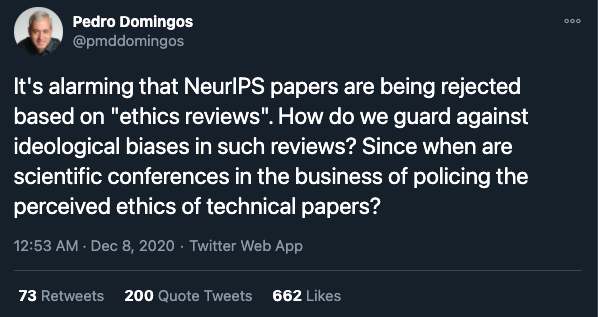 Pedro Domingos
@pmddomingos
It's alarming that NeurIPS papers are being rejected
based on "ethics reviews". How do we guard against
ideological biases in such reviews? Since when are
scientific conferences in the business of policing the
perceived ethics of technical papers?
12:53 AM · Dec 8, 2020 · Twitter Web App
73 Retweets 200 Quote Tweets 662 Likes